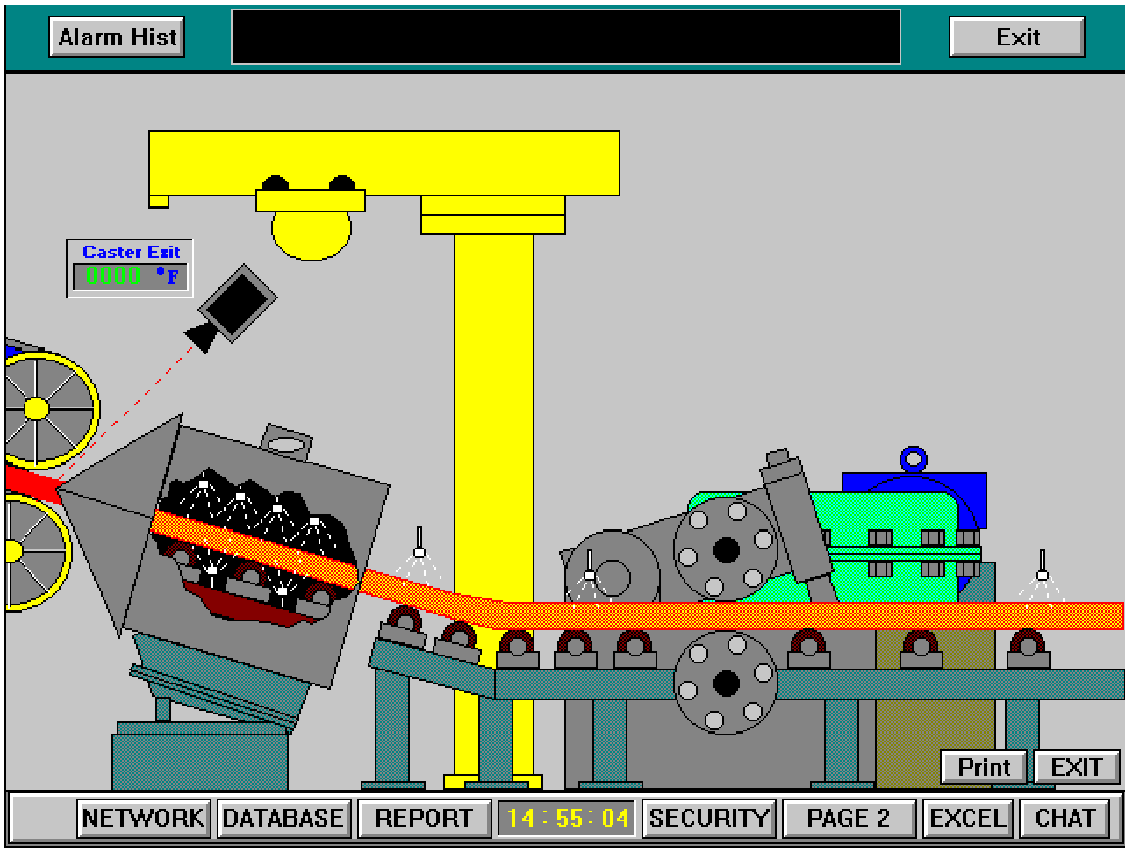 Alarm Hist
Exit
Caster Exit
0000 °F
Print
EXIT
NETWORK
DATABASE
REPORT
14:55:04
SECURITY
PAGE 2
EXCEL
CHAT